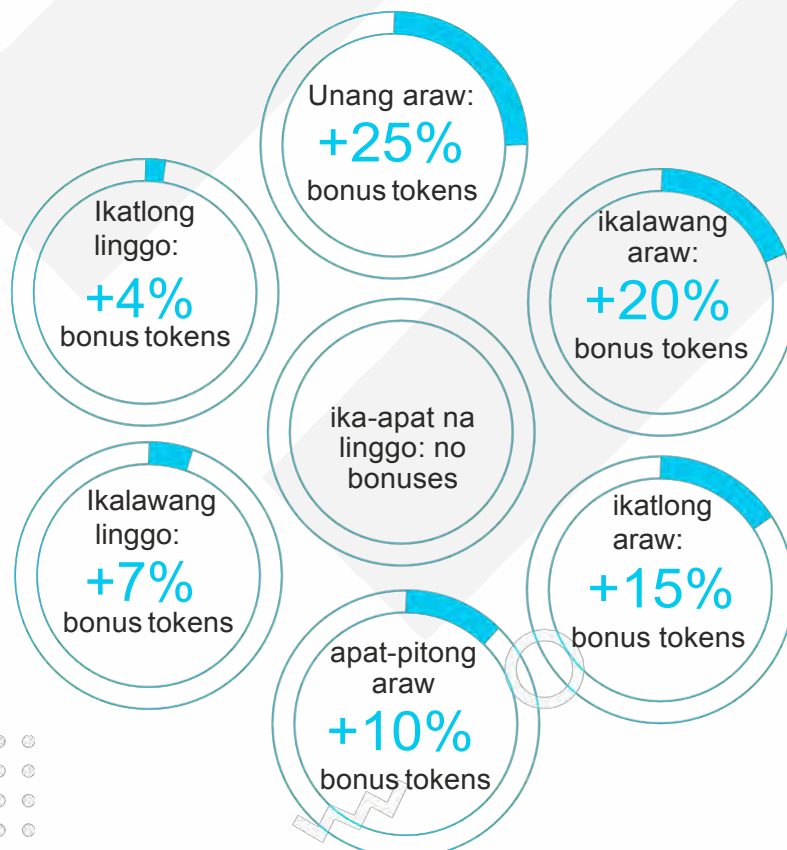 Unang araw:
+25%
bonus tokens
ikalawang
araw:
+20%
bonus tokens
ikatlong
araw:
+15%
bonus tokens
apat-pitong
araw
+10%
bonus tokens
Ikalawang
linggo:
+7%
bonus tokens
Ikatlong
linggo:
+4%
bonus tokens
ika-apat na
linggo: no
bonuses